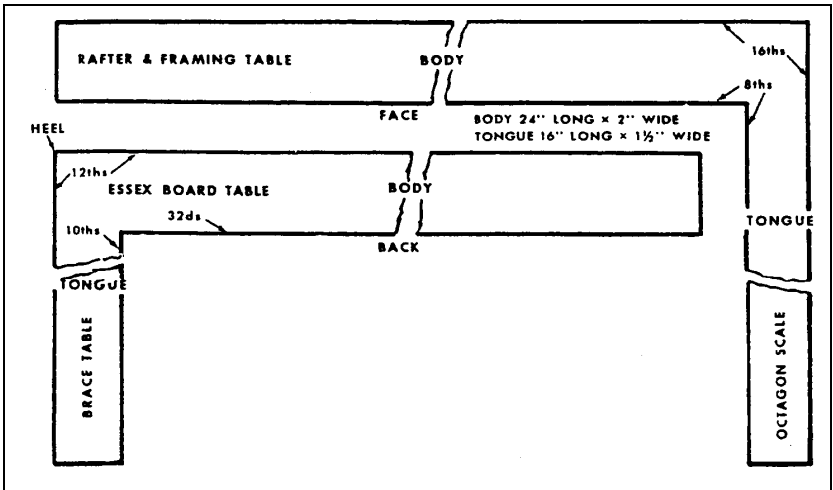 16ths
RAFTER & FRAMING TABLE
BODY
8ths
FACE
BODY 24" LONG × 2" WIDE
TONGUE 16" LONG × 1½" WIDE
HEEL
12ths
ESSEX BOARD TABLE
BODY
32ds
10ths
BACK
TONGUE
TONGUE
BRACE TABLE
OCTAGON SCALE